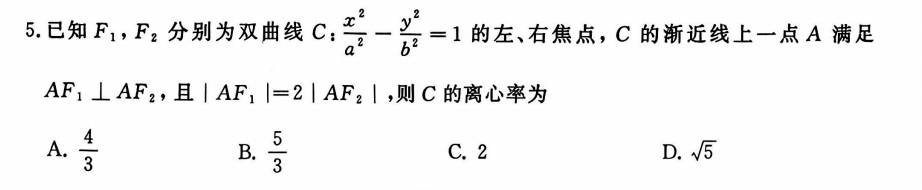 5.已知 F₁,F₂ 分别为双曲线 C:x²/a²−y²/b²=1 的左、右焦点,C 的渐近线上一点 A 满足
AF₁⊥AF₂,且|AF₁|=2|AF₂|,则 C 的离心率为
A. 4/3 B. 5/3 C. 2 D. √5